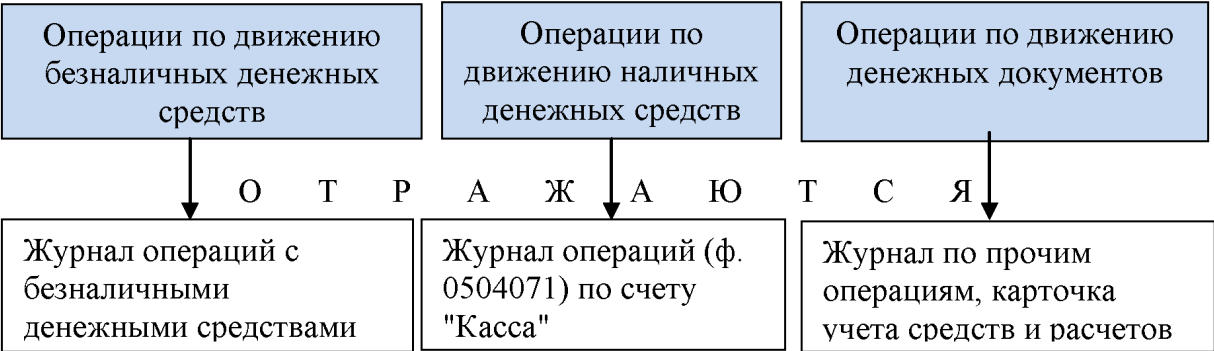 Операции по движению
безналичных денежных
средств
Операции по
движению наличных
денежных средств
Операции по движению
денежных документов
О Т Р А Ж А Ю Т С Я
Журнал операций с
безналичными
денежными средствами
Журнал операций (ф.
0504071) по счету
"Касса"
Журнал по прочим
операциям, карточка
учета средств и расчетов